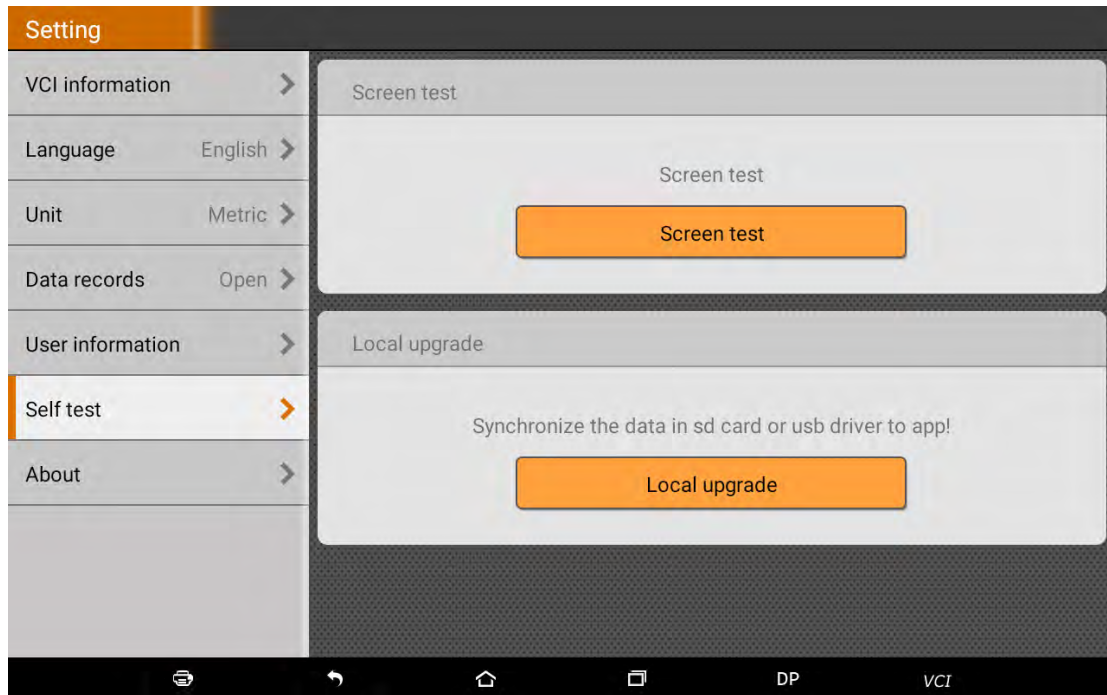 Setting
VCI information
Language English
Unit Metric
Data records Open
User information
Self test
About
Screen test
Screen test
Screen test
Local upgrade
Synchronize the data in sd card or usb driver to app!
Local upgrade
DP
VCI